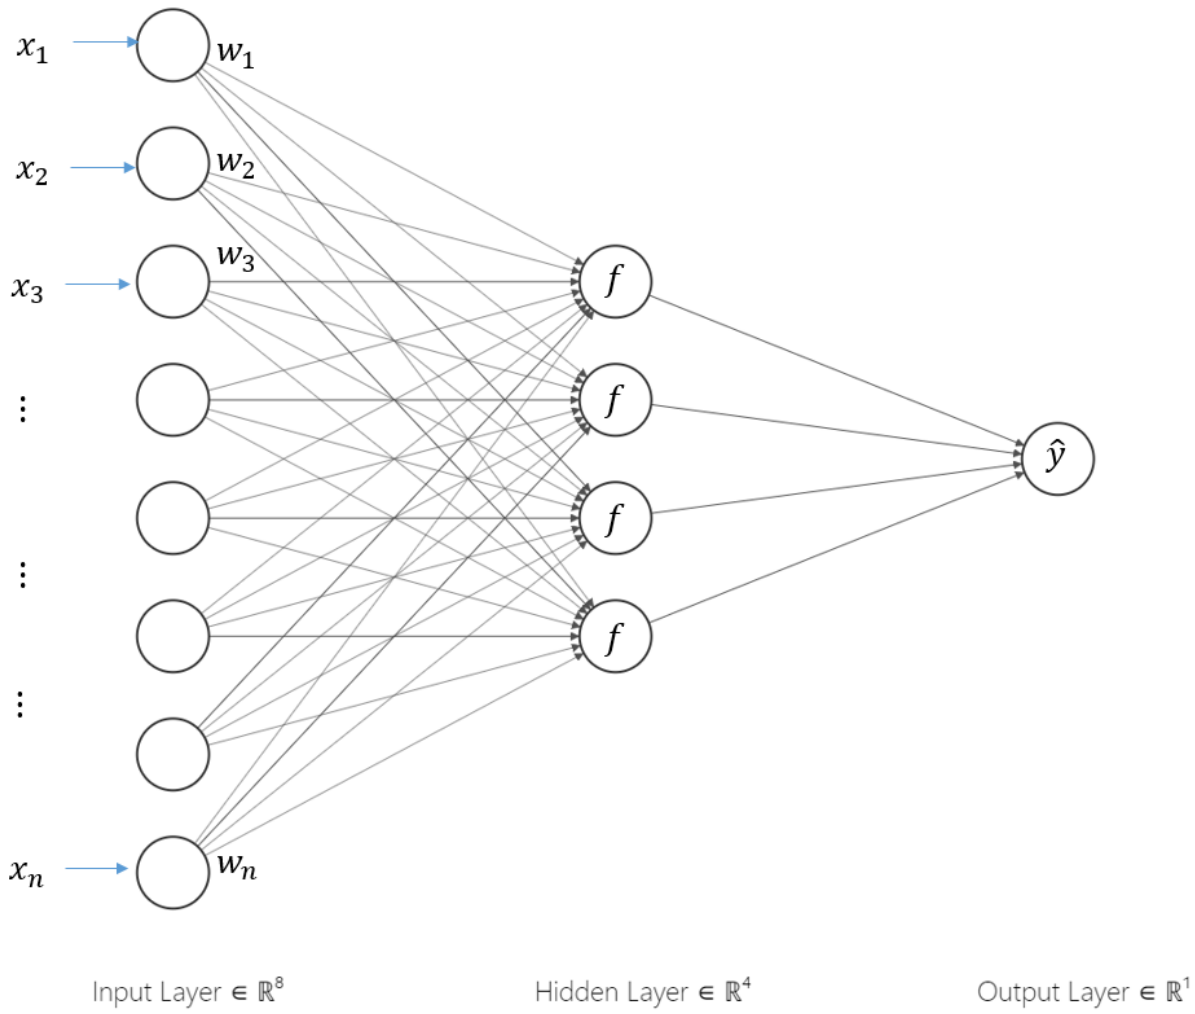 x₁
w₁
x₂
w₂
x₃
w₃
f
⋮
f
ŷ
f
⋮
f
⋮
xₙ
wₙ
Input Layer ∈ ℝ⁸
Hidden Layer ∈ ℝ⁴
Output Layer ∈ ℝ¹